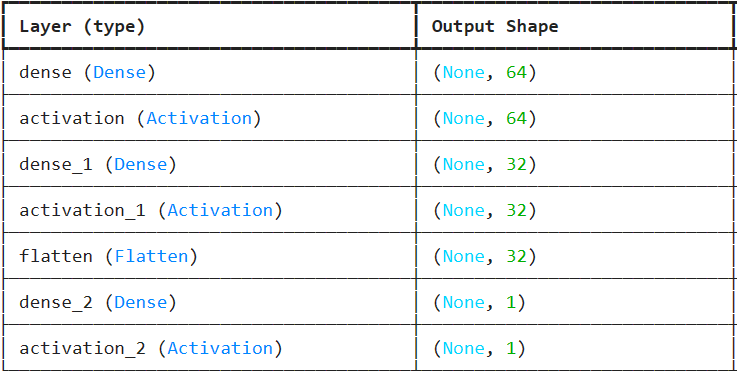 Layer (type) Output Shape
dense (Dense) (None, 64)
activation (Activation) (None, 64)
dense_1 (Dense) (None, 32)
activation_1 (Activation) (None, 32)
flatten (Flatten) (None, 32)
dense_2 (Dense) (None, 1)
activation_2 (Activation) (None, 1)